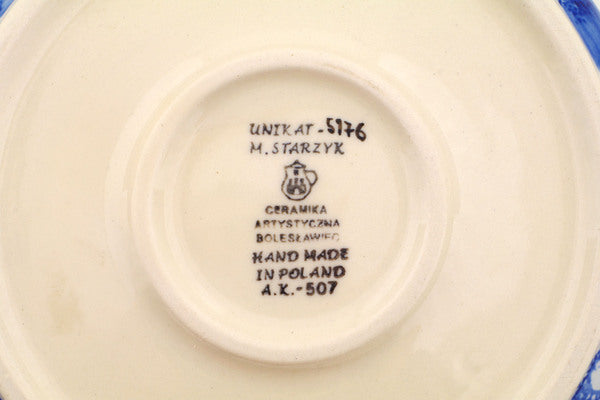 UNIKAT-5176
M. STARZYK
CERAMIKA
ARTYSTYCZNA
BOLESŁAWIEC
HAND MADE
IN POLAND
A.K.-507